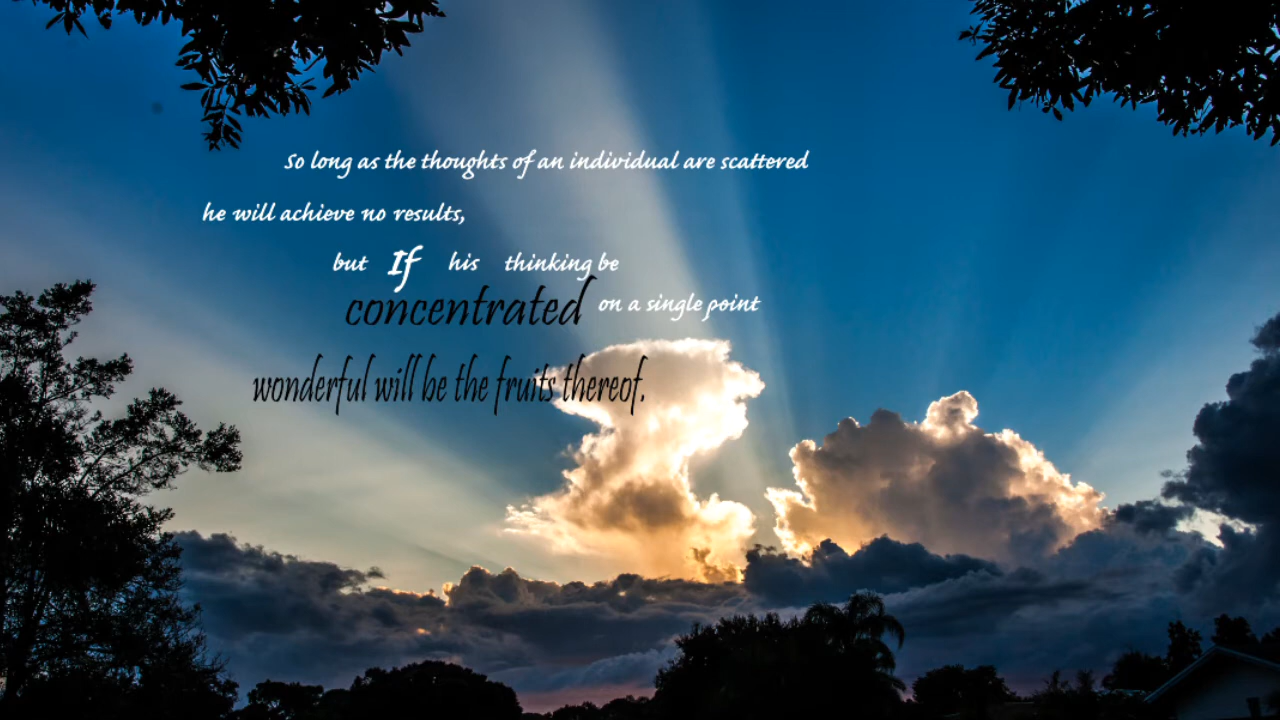 So long as the thoughts of an individual are scattered
he will achieve no results,
but If his thinking be
concentrated on a single point
wonderful will be the fruits thereof.